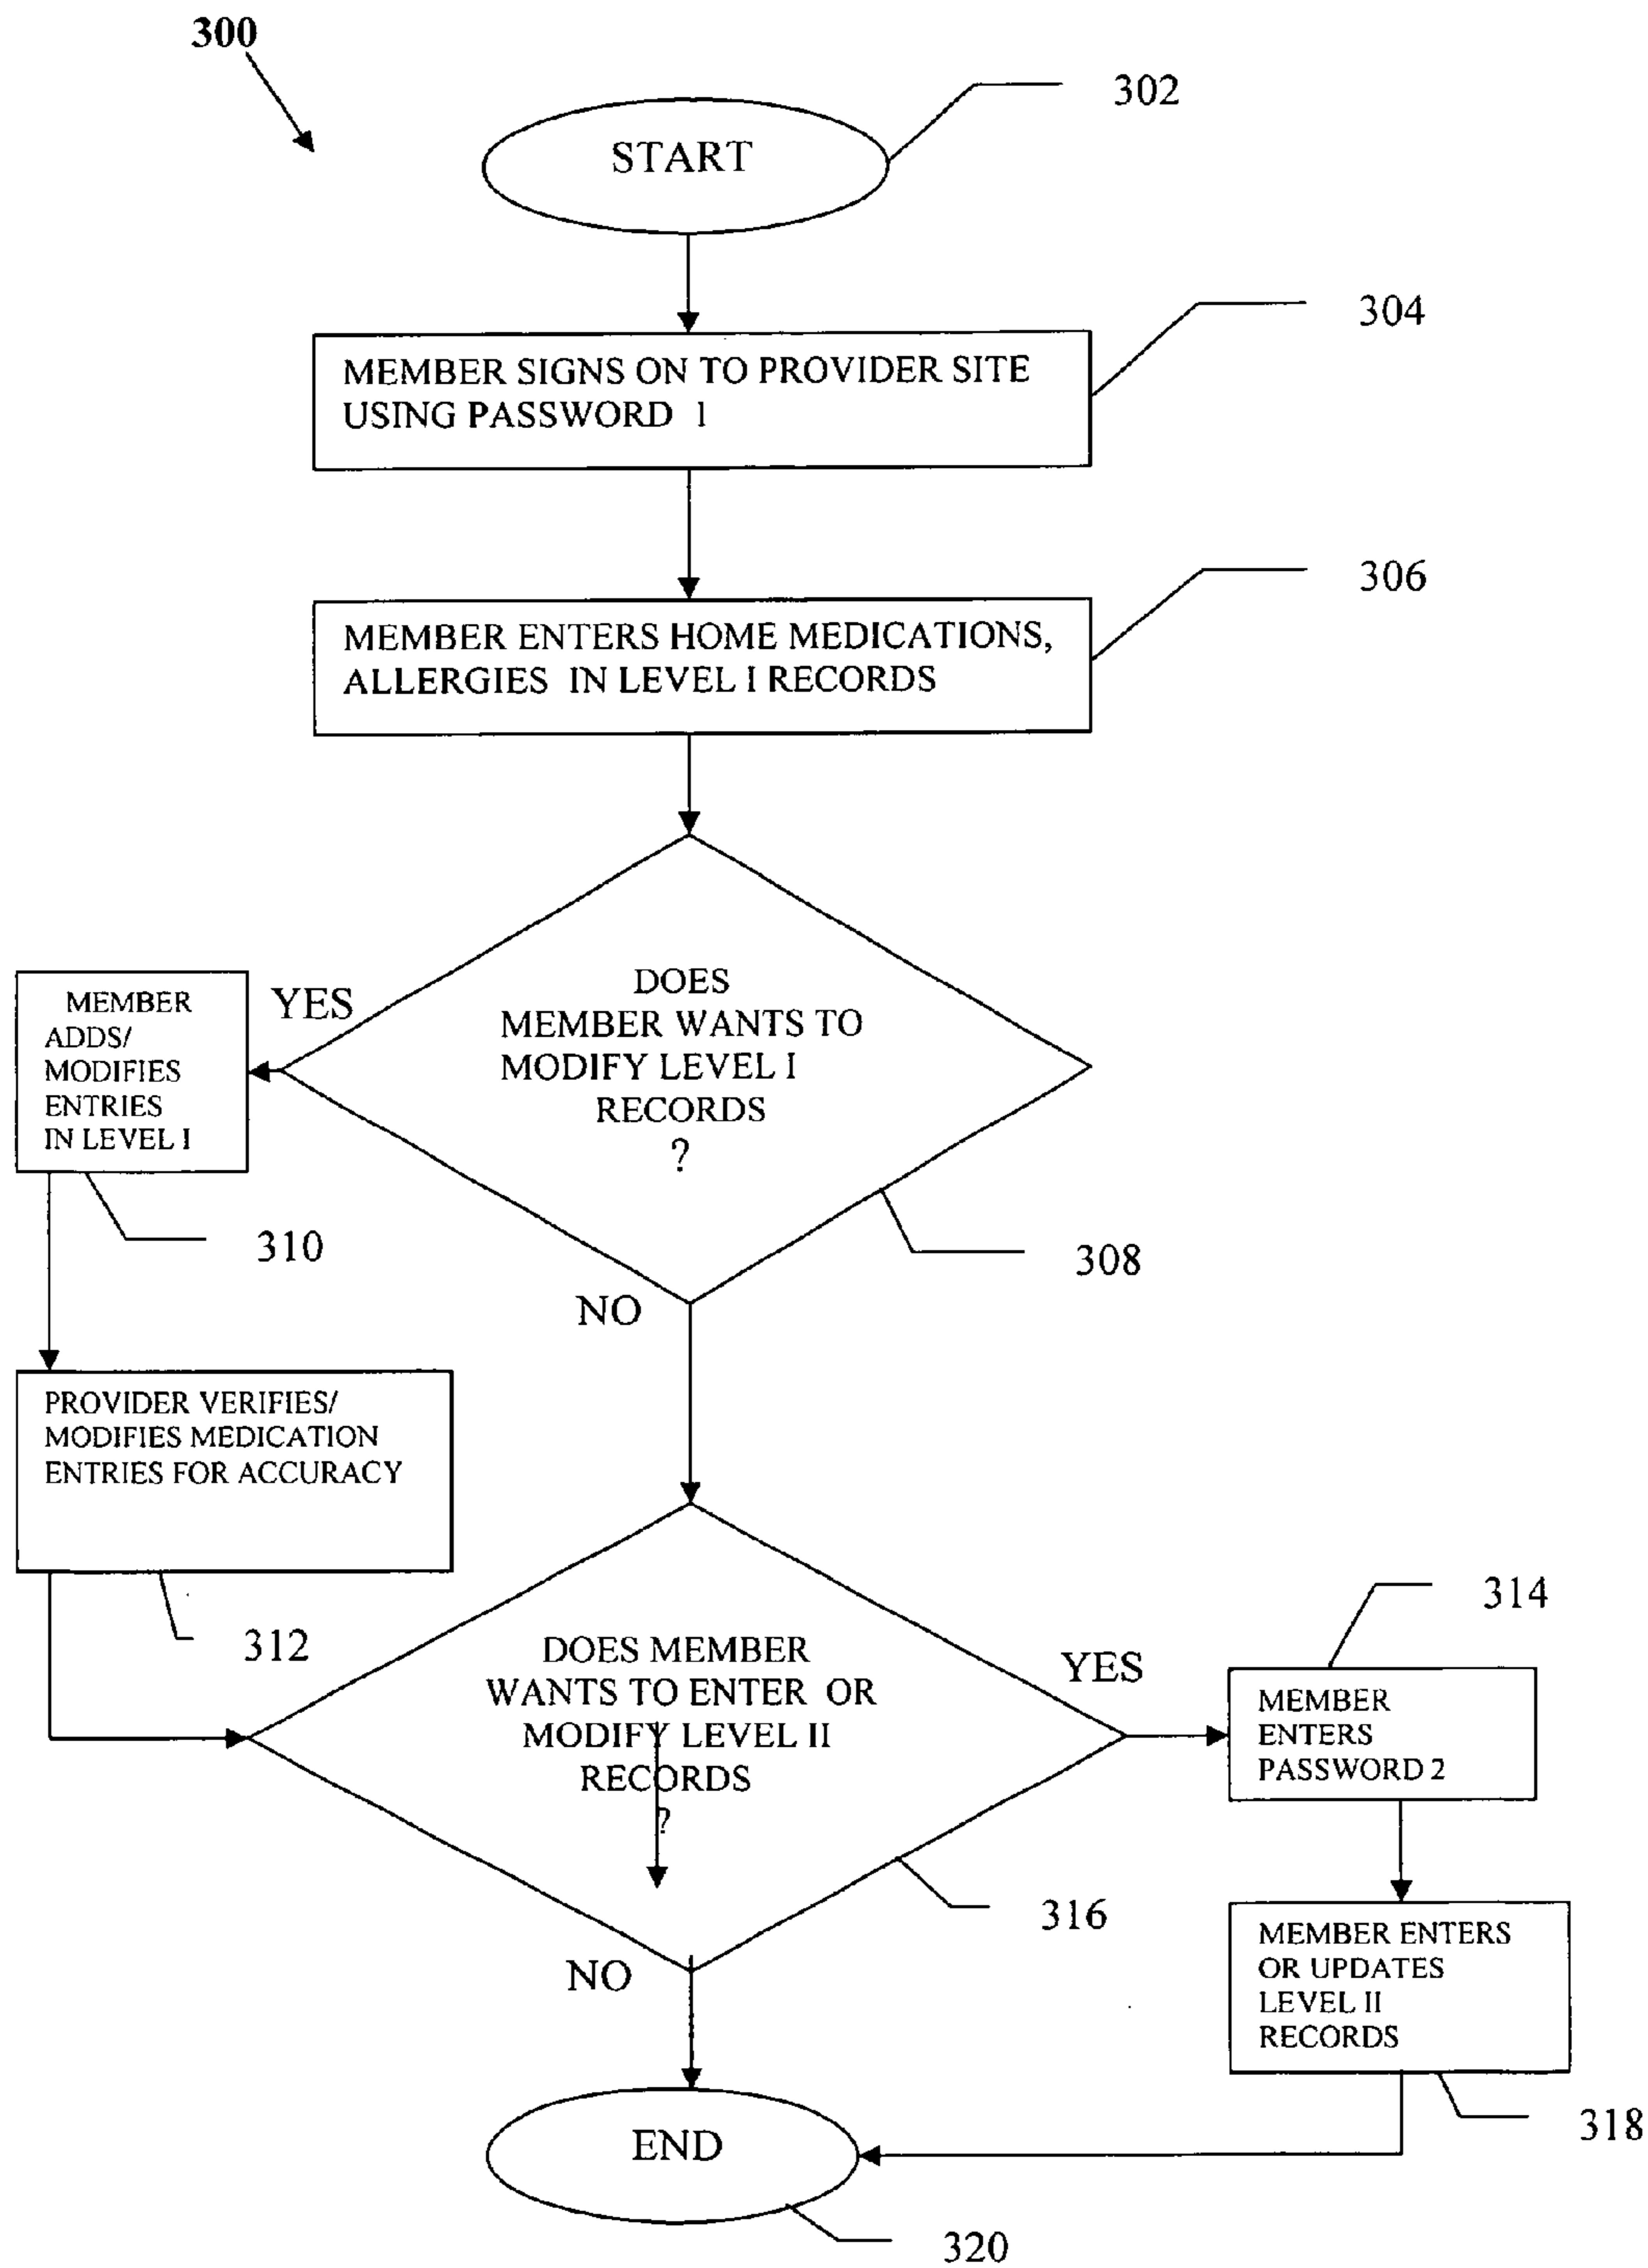 300
302
START
304
MEMBER SIGNS ON TO PROVIDER SITE
USING PASSWORD 1
306
MEMBER ENTERS HOME MEDICATIONS,
ALLERGIES IN LEVEL I RECORDS
DOES
MEMBER WANTS TO
MODIFY LEVEL I
RECORDS
?
308
YES
MEMBER
ADDS/
MODIFIES
ENTRIES
IN LEVEL I
310
NO
PROVIDER VERIFIES/
MODIFIES MEDICATION
ENTRIES FOR ACCURACY
312
DOES MEMBER
WANTS TO ENTER OR
MODIFY LEVEL II
RECORDS
?
316
YES
314
MEMBER
ENTERS
PASSWORD 2
MEMBER ENTERS
OR UPDATES
LEVEL II
RECORDS
318
NO
END
320